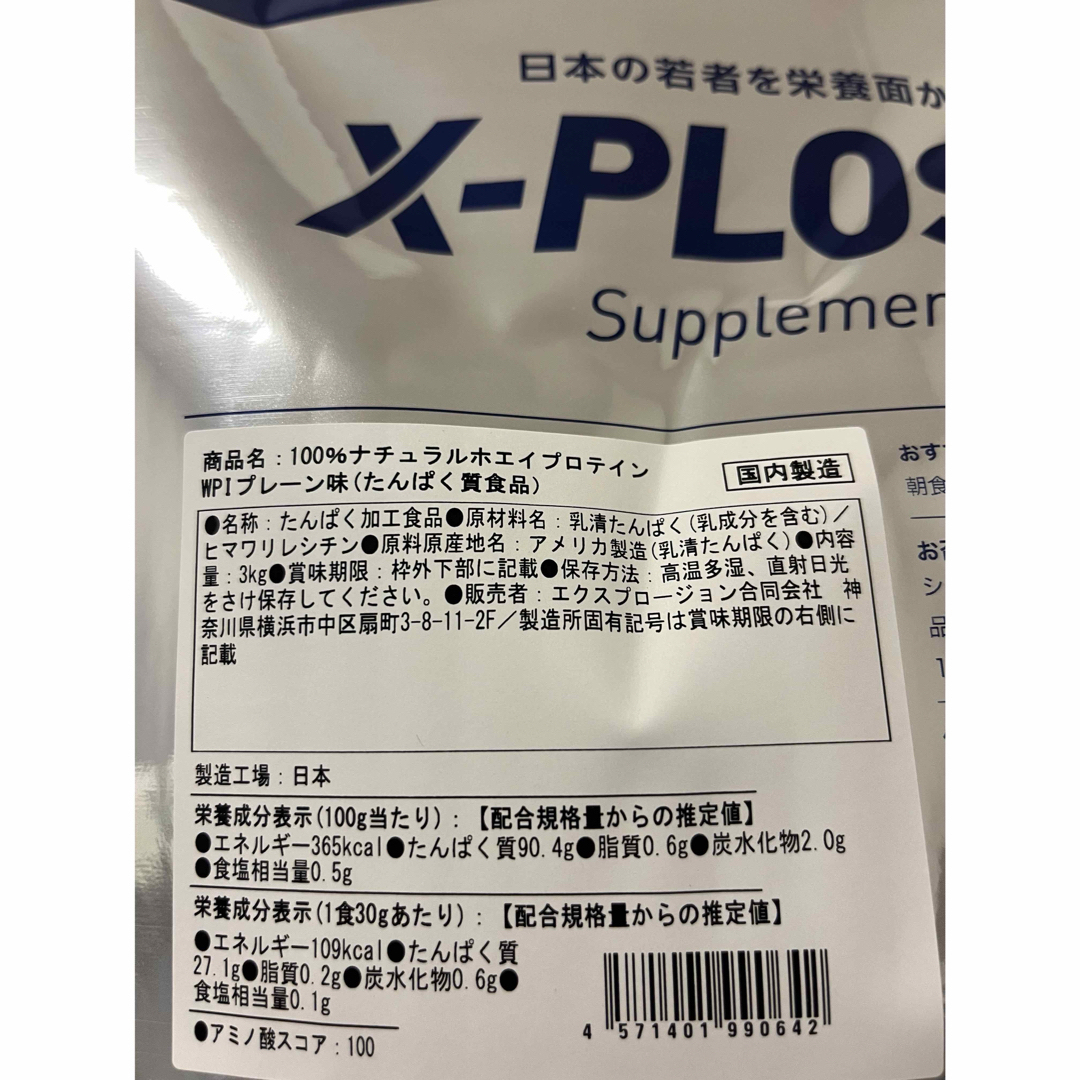 日本の若者を栄養面か
X-PLOS
Supplemen
商品名：100%ナチュラルホエイプロテイン
WPIプレーン味(たんぱく質食品)
国内製造
●名称：たんぱく加工食品●原材料名：乳清たんぱく(乳成分を含む)／
ヒマワリレシチン●原料原産地名：アメリカ製造(乳清たんぱく)●内容
量：3kg●賞味期限：枠外下部に記載●保存方法：高温多湿、直射日光
をさけ保存してください。●販売者：エクスプロージョン合同会社 神
奈川県横浜市中区扇町3-8-11-2F／製造所固有記号は賞味期限の右側に
記載
製造工場：日本
栄養成分表示(100g当たり)：【配合規格量からの推定値】
●エネルギー365kcal●たんぱく質90.4g●脂質0.6g●炭水化物2.0g
●食塩相当量0.5g
栄養成分表示(1食30gあたり)：【配合規格量からの推定値】
●エネルギー109kcal●たんぱく質
27.1g●脂質0.2g●炭水化物0.6g●
食塩相当量0.1g
●アミノ酸スコア：100
4 571401 990642
おす
朝食
お
シ
品